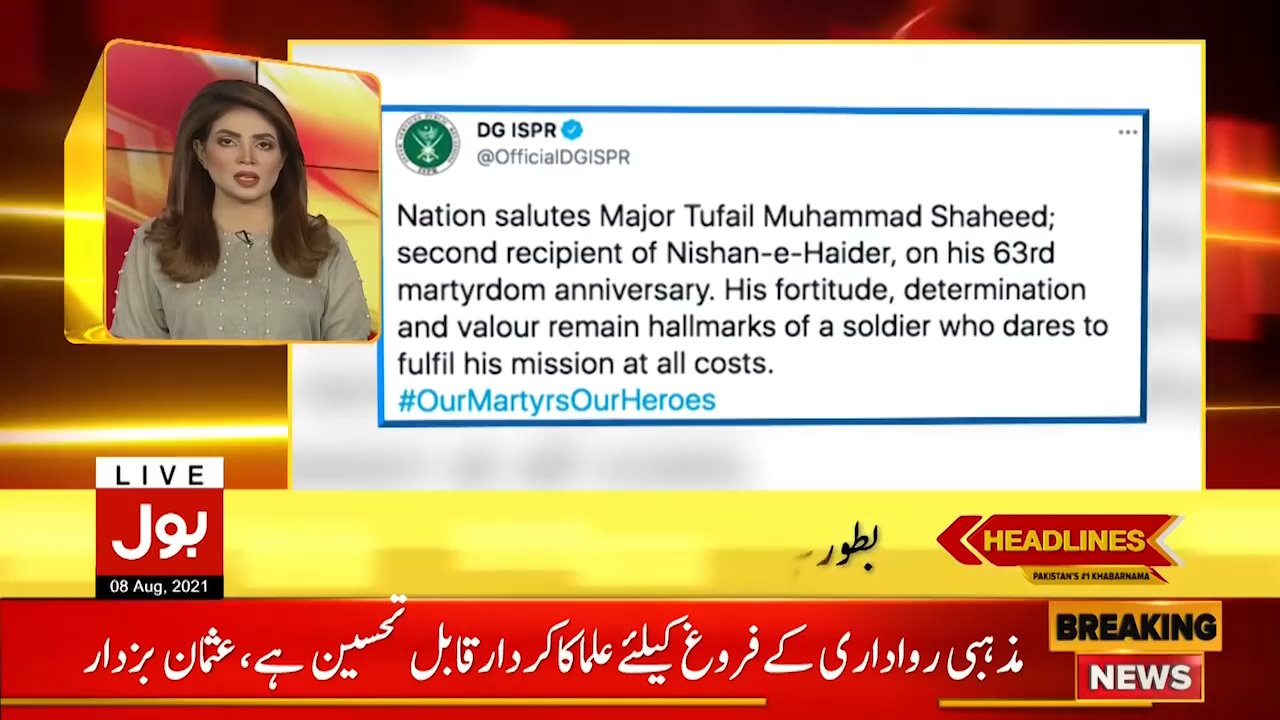 DG ISPR
@OfficialDGISPR
Nation salutes Major Tufail Muhammad Shaheed;
second recipient of Nishan-e-Haider, on his 63rd
martyrdom anniversary. His fortitude, determination
and valour remain hallmarks of a soldier who dares to
fulfil his mission at all costs.
#OurMartyrsOurHeroes
LIVE
بول
08 Aug, 2021
بطور
HEADLINES
PAKISTAN'S #1 KHABARNAMA
مذہبی رواداری کے فروغ کیلئے علما کا کردار قابل تحسین ہے، عثمان بزدار
BREAKING
NEWS